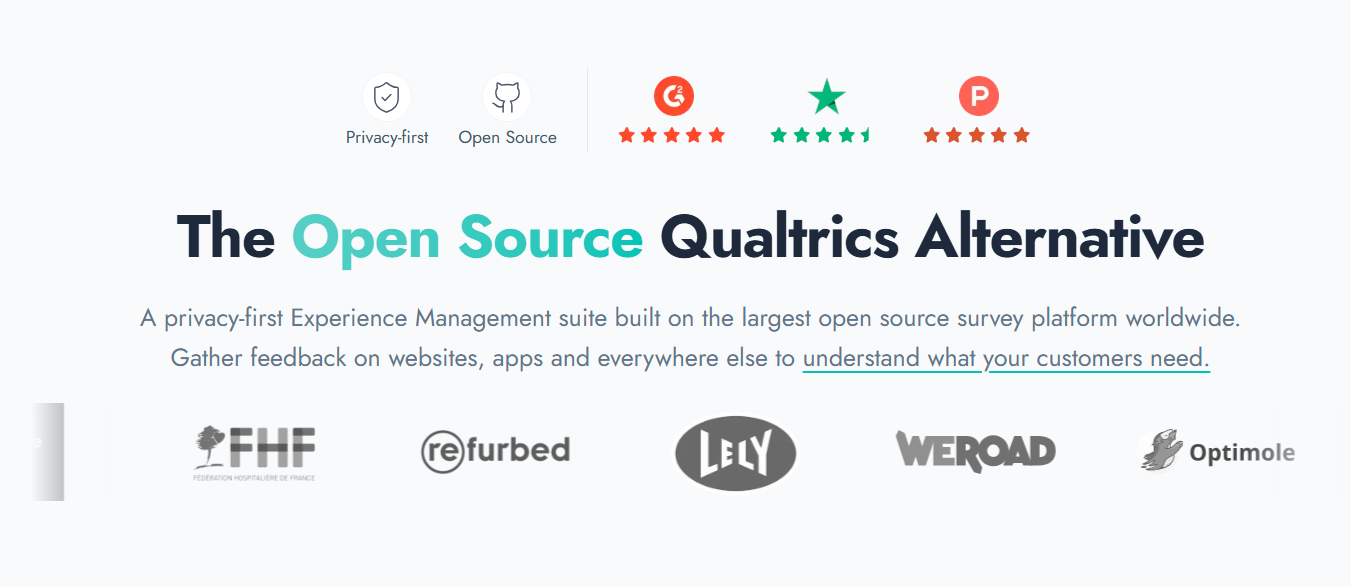 Privacy-first
Open Source
The Open Source Qualtrics Alternative
A privacy-first Experience Management suite built on the largest open source survey platform worldwide.
Gather feedback on websites, apps and everywhere else to understand what your customers need.
FHF
FÉDÉRATION HOSPITALIÈRE DE FRANCE
refurbed
LELY
WEROAD
Optimole